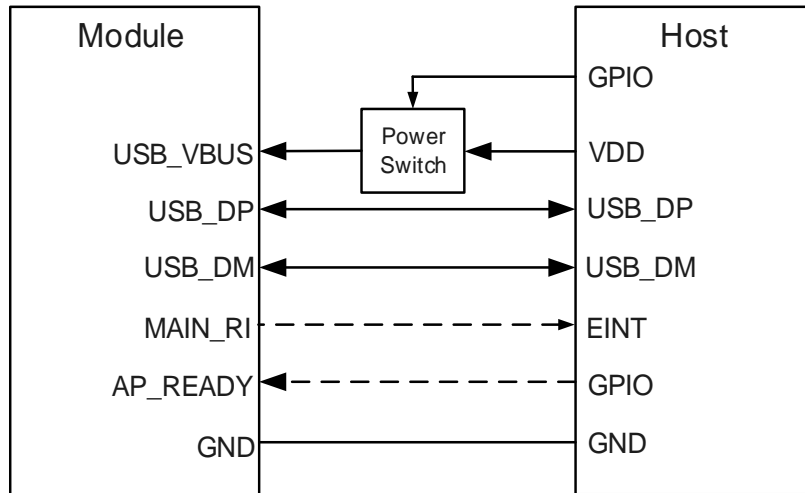 Module
Host
GPIO
Power
Switch
USB_VBUS
VDD
USB_DP
USB_DP
USB_DM
USB_DM
MAIN_RI
EINT
AP_READY
GPIO
GND
GND